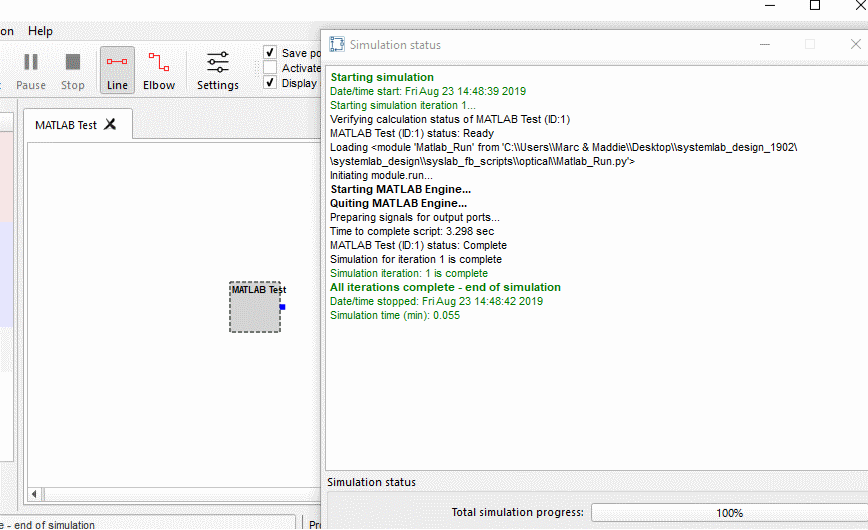 on Help
Pause Stop Line Elbow Settings
Save po
Activate
Display
MATLAB Test
MATLAB Test
Simulation status
Starting simulation
Date/time start: Fri Aug 23 14:48:39 2019
Starting simulation iteration 1...
Verifying calculation status of MATLAB Test (ID:1)
MATLAB Test (ID:1) status: Ready
Loading <module 'Matlab_Run' from 'C:\\Users\\Marc & Maddie\\Desktop\\systemlab_design_1902\
\systemlab_design\\syslab_fb_scripts\\optical\\Matlab_Run.py'>
Initiating module.run...
Starting MATLAB Engine...
Quiting MATLAB Engine...
Preparing signals for output ports...
Time to complete script: 3.298 sec
MATLAB Test (ID:1) status: Complete
Simulation for iteration 1 is complete
Simulation iteration: 1 is complete
All iterations complete - end of simulation
Date/time stopped: Fri Aug 23 14:48:42 2019
Simulation time (min): 0.055
Simulation status
Total simulation progress: 100%
e - end of simulation
Pr